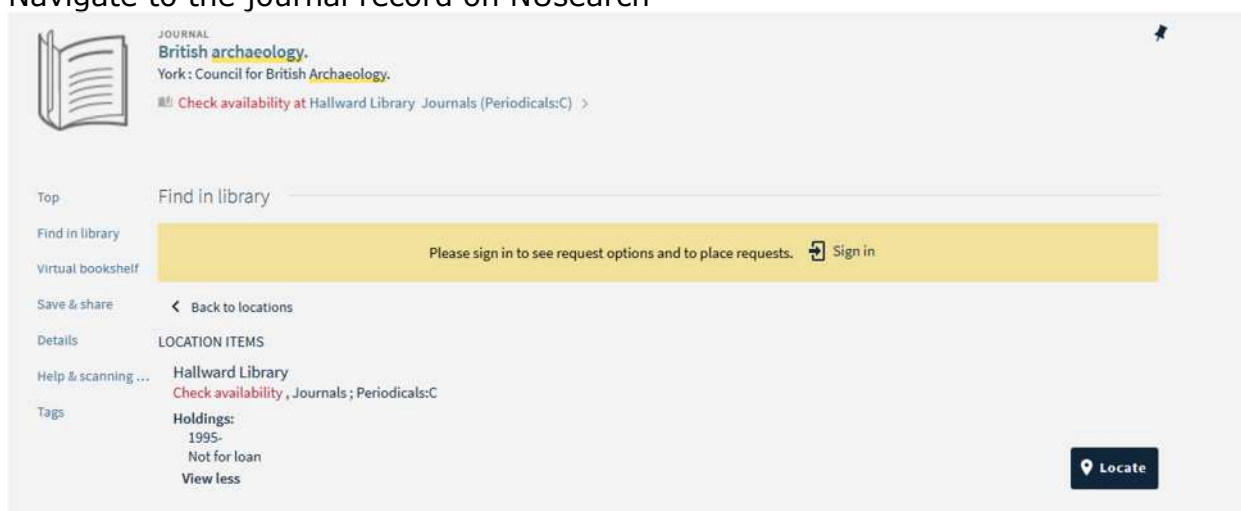 Navigate to the journal record on NUsearch
JOURNAL
British archaeology.
York : Council for British Archaeology.
Check availability at Hallward Library Journals (Periodicals:C) >
Top
Find in library
Virtual bookshelf
Save & share
Details
Help & scanning ...
Tags
Find in library
Please sign in to see request options and to place requests. Sign in
Back to locations
LOCATION ITEMS
Hallward Library
Check availability , Journals ; Periodicals:C
Holdings:
1995-
Not for loan
View less
Locate